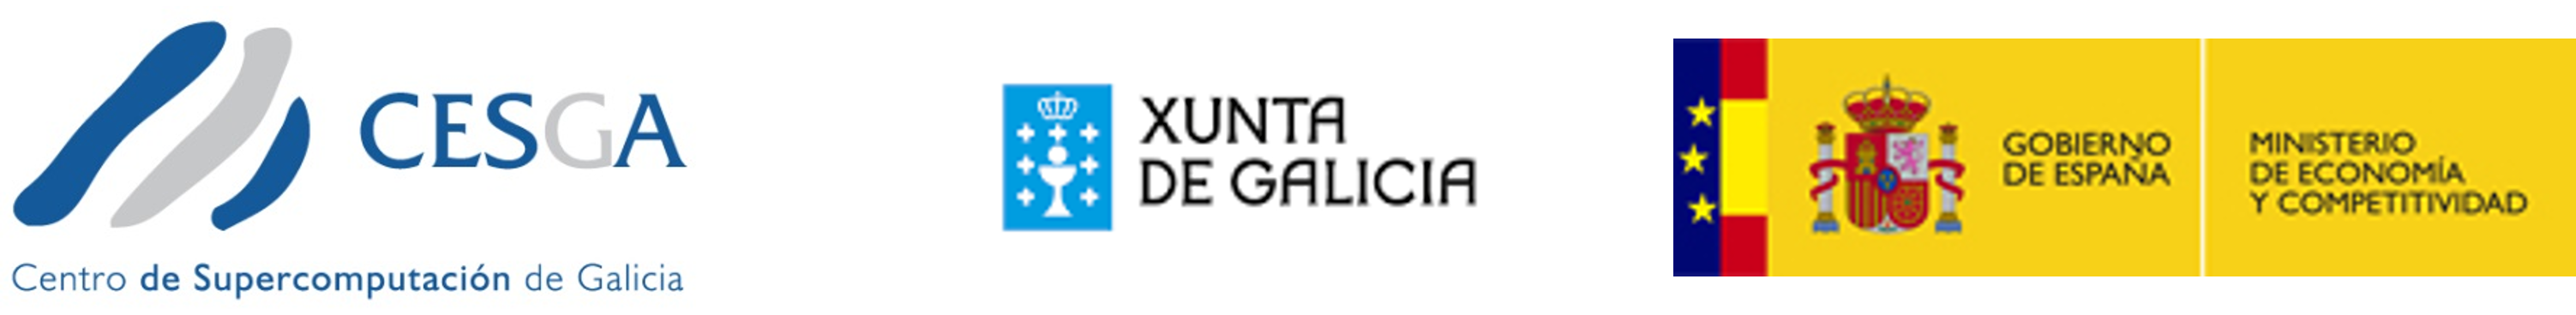 CESGA
Centro de Supercomputación de Galicia
XUNTA
DE GALICIA
GOBIERNO
DE ESPAÑA
MINISTERIO
DE ECONOMÍA
Y COMPETITIVIDAD